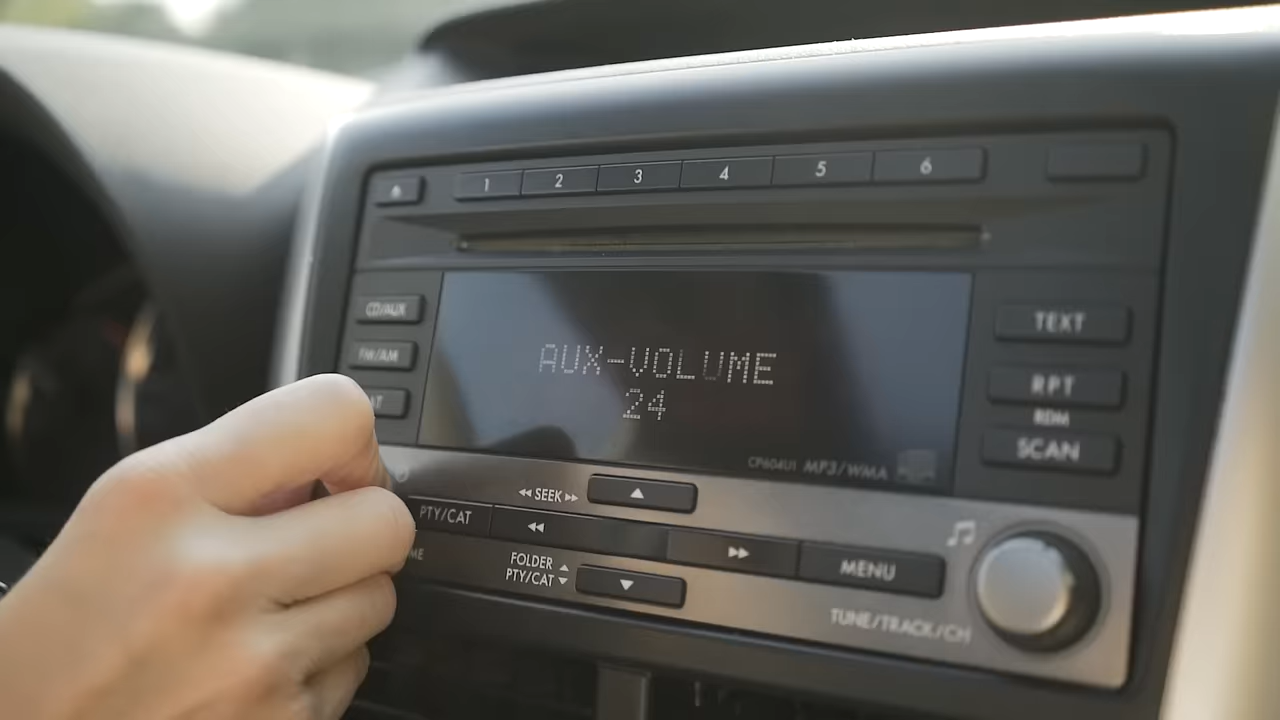 1 2 3 4 5 6
CD/AUX
FM/AM
TEXT
AUX-VOLUME
24
RPT
RDM
SCAN
CP604U1 MP3/WMA
SEEK
PTY/CAT
MENU
FOLDER
PTY/CAT
TUNE/TRACK/CH